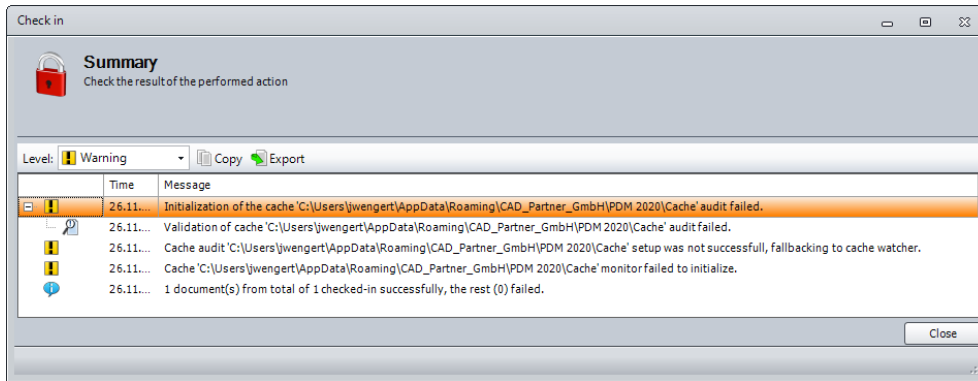 Check in
Summary
Check the result of the performed action
Level: Warning Copy Export
Time Message
26.11.... Initialization of the cache 'C:\Users\jwengert\AppData\Roaming\CAD_Partner_GmbH\PDM 2020\Cache' audit failed.
26.11.... Validation of cache 'C:\Users\jwengert\AppData\Roaming\CAD_Partner_GmbH\PDM 2020\Cache' audit failed.
26.11.... Cache audit 'C:\Users\jwengert\AppData\Roaming\CAD_Partner_GmbH\PDM 2020\Cache' setup was not successfull, fallbacking to cache watcher.
26.11.... Cache 'C:\Users\jwengert\AppData\Roaming\CAD_Partner_GmbH\PDM 2020\Cache' monitor failed to initialize.
26.11.... 1 document(s) from total of 1 checked-in successfully, the rest (0) failed.
Close